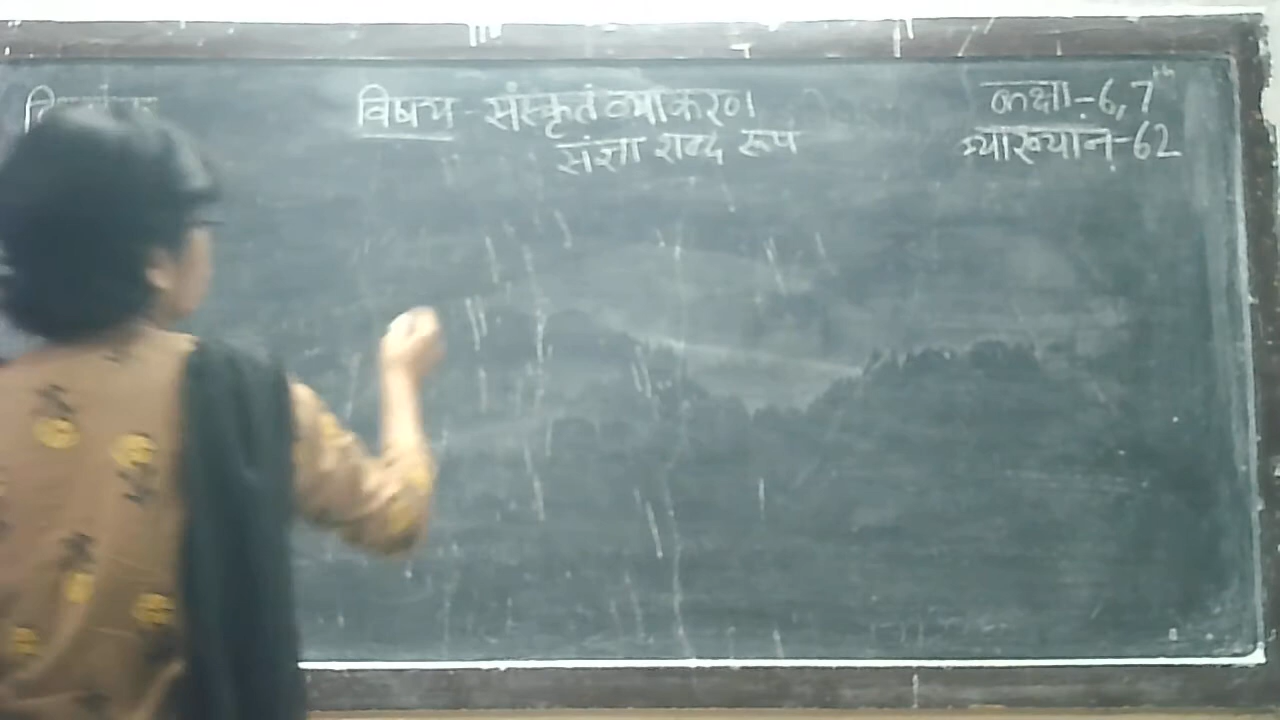 विषय - संस्कृतं व्याकरण
कक्षा - 6, 7th
संज्ञा शब्द रूप
व्याख्यान - 62